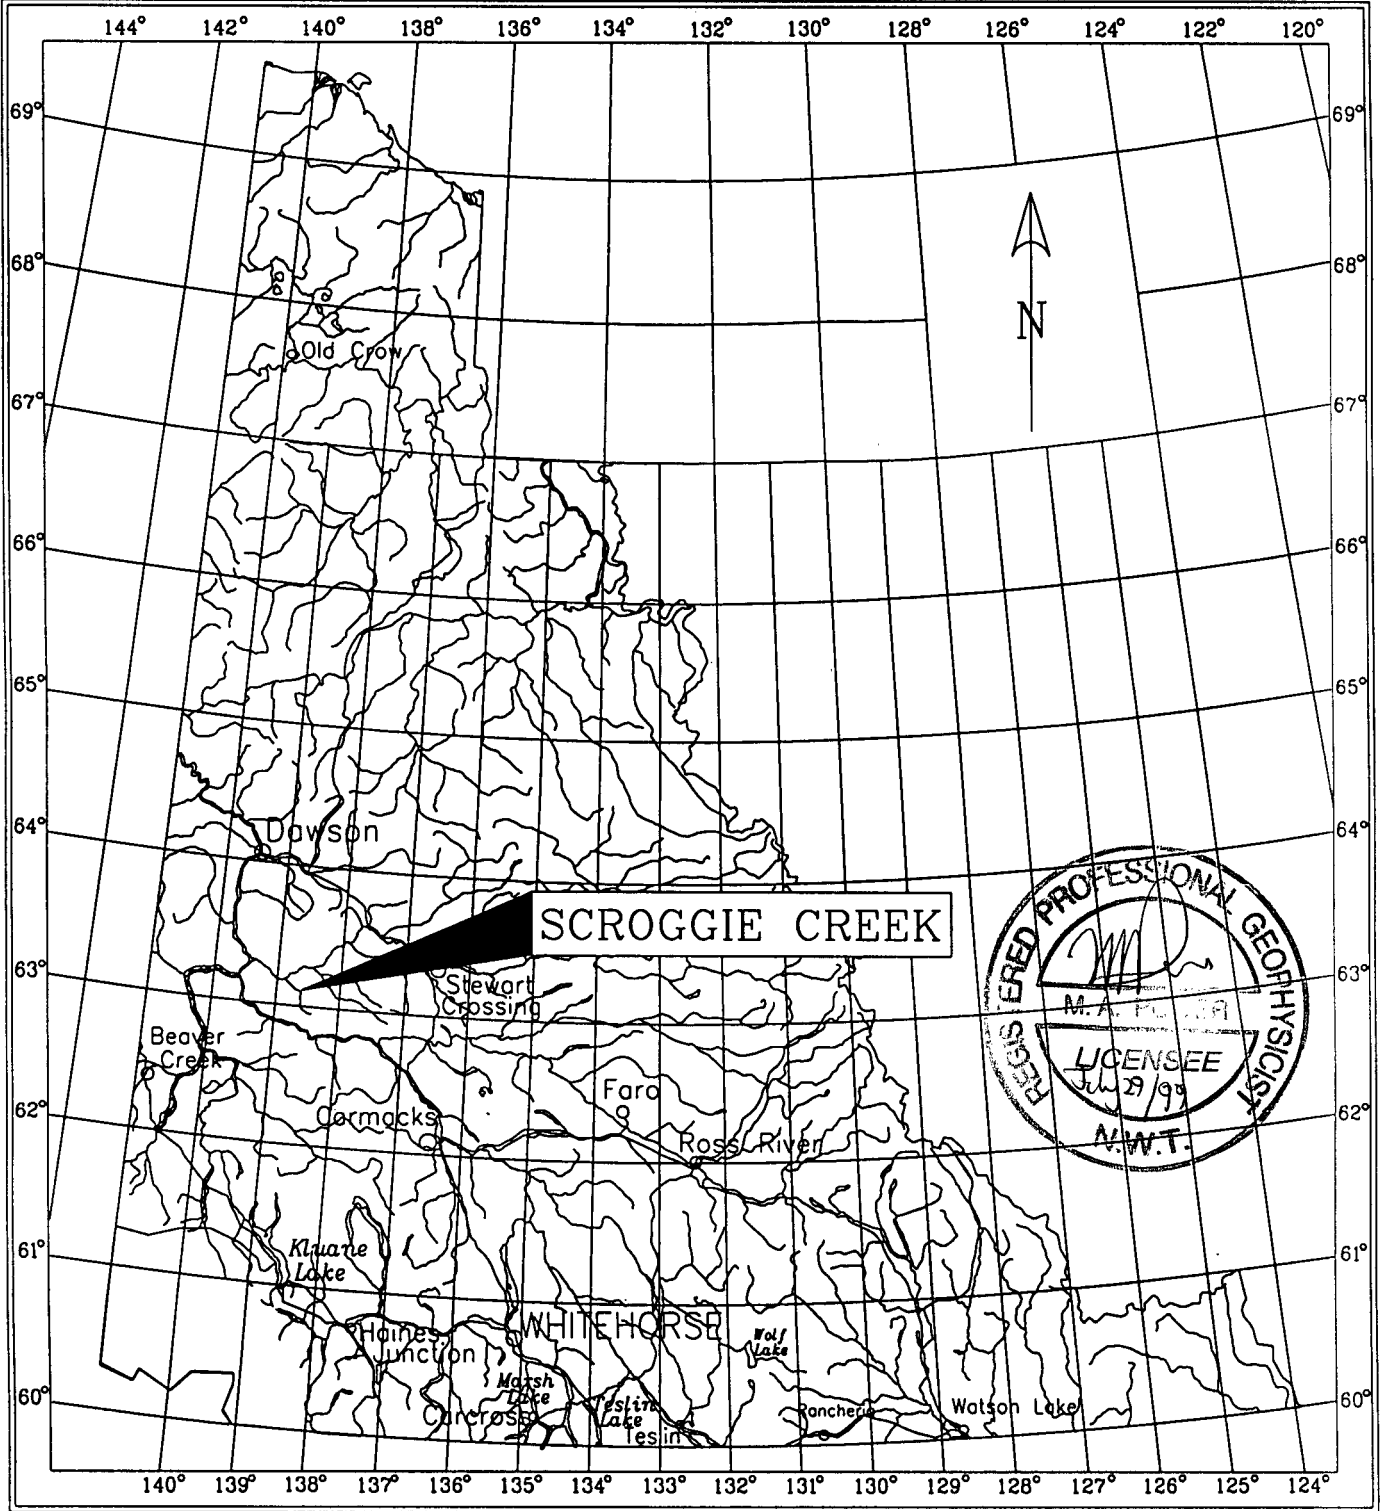 144° 142° 140° 138° 136° 134° 132° 130° 128° 126° 124° 122° 120°
69° 69°
68° 68°
N
Old Crow
67° 67°
66° 66°
65° 65°
64° 64°
Dawson
SCROGGIE CREEK
63° 63°
Stewart
Crossing
REGISTERED PROFESSIONAL GEOPHYSICIST
M. A.
LICENSEE
N.W.T.
Beaver
Creek
62° 62°
Faro
Carmacks
Ross River
61° 61°
Kluane
Lake
WHITEHORSE
Haines
Junction
Wolf
Lake
Marsh
Lake
60° 60°
Carcross
Teslin
Lake
Teslin
Rancheria
Watson Lake
140° 139° 138° 137° 136° 135° 134° 133° 132° 131° 130° 129° 128° 127° 126° 125° 124°